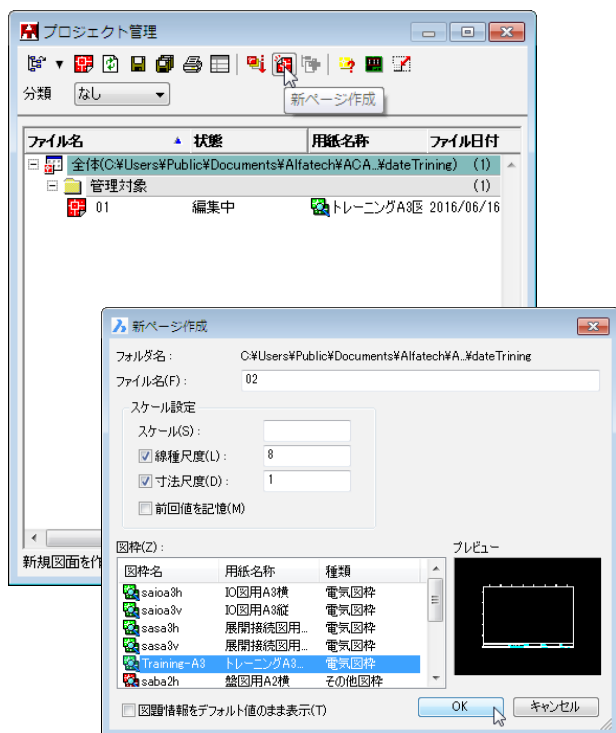 プロジェクト管理
分類 なし
新ページ作成
ファイル名 状態 用紙名称 ファイル日付
全体(C:¥Users¥Public¥Documents¥Alfatech¥ACA...¥dateTrining) (1)
管理対象 (1)
01 編集中 トレーニングA3区 2016/06/16
新規図面を作
新ページ作成
フォルダ名: C:¥Users¥Public¥Documents¥Alfatech¥A...¥dateTrining
ファイル名(F): 02
スケール設定
スケール(S):
線種尺度(L): 8
寸法尺度(D): 1
前回値を記憶(M)
図枠(Z): プレビュー
図枠名 用紙名称 種類
saioa3h IO図用A3横 電気図枠
saioa3v IO図用A3縦 電気図枠
sasa3h 展開接続図用... 電気図枠
sasa3v 展開接続図用... 電気図枠
Training-A3 トレーニングA3... 電気図枠
saba2h 盤図用A2横 その他図枠
図題情報をデフォルト値のまま表示(T) OK キャンセル